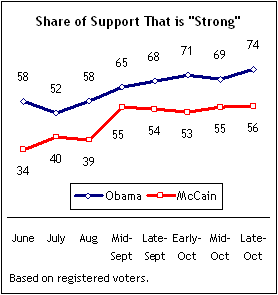 Share of Support That is "Strong"
58 52 58 65 68 71 69 74
34 40 39 55 54 53 55 56
Obama McCain
June July Aug Mid- Late- Early- Mid- Late-
Sept Sept Oct Oct Oct
Based on registered voters.